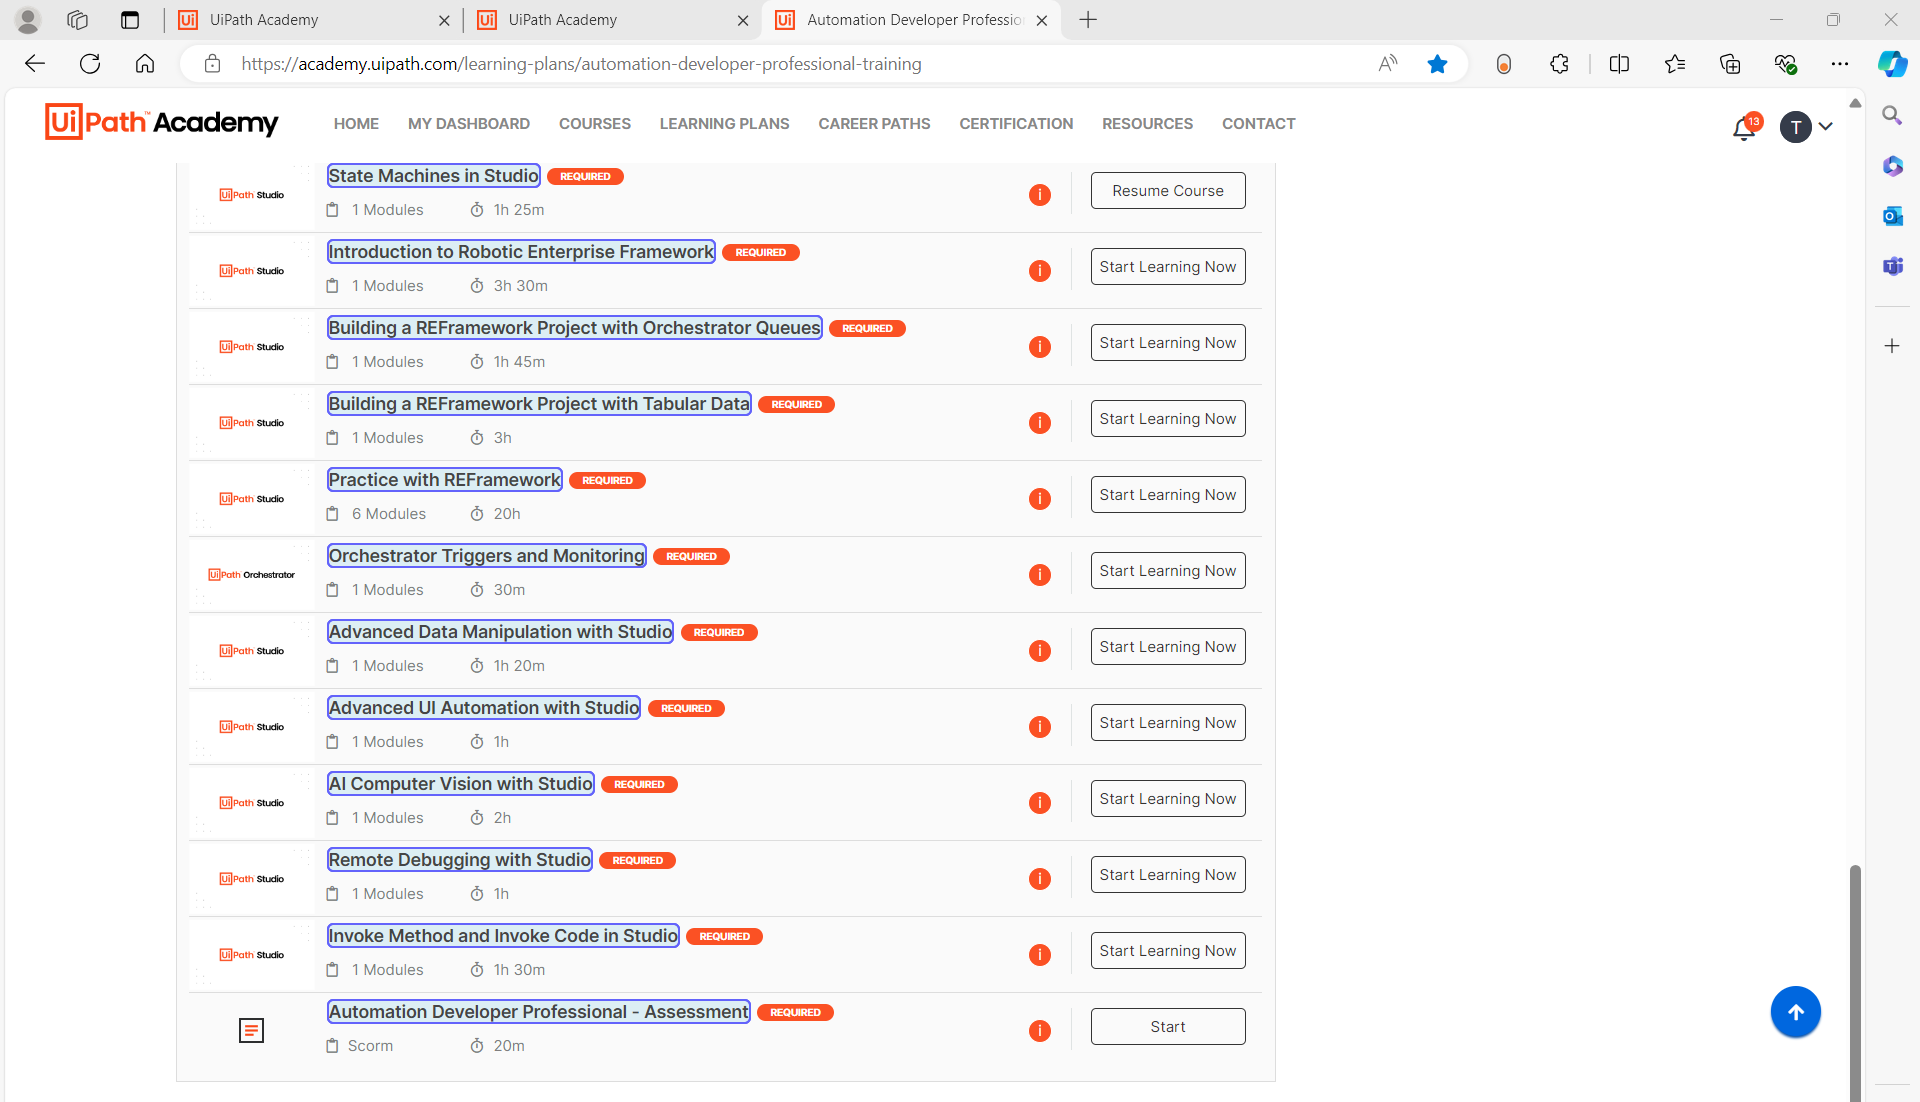 UiPath Academy
UiPath Academy
Automation Developer Professio
https://academy.uipath.com/learning-plans/automation-developer-professional-training
UiPath™ Academy
HOME MY DASHBOARD COURSES LEARNING PLANS CAREER PATHS CERTIFICATION RESOURCES CONTACT
13
T
State Machines in Studio REQUIRED
UiPath Studio
1 Modules 1h 25m
Resume Course
Introduction to Robotic Enterprise Framework REQUIRED
UiPath Studio
1 Modules 3h 30m
Start Learning Now
Building a REFramework Project with Orchestrator Queues REQUIRED
UiPath Studio
1 Modules 1h 45m
Start Learning Now
Building a REFramework Project with Tabular Data REQUIRED
UiPath Studio
1 Modules 3h
Start Learning Now
Practice with REFramework REQUIRED
UiPath Studio
6 Modules 20h
Start Learning Now
Orchestrator Triggers and Monitoring REQUIRED
UiPath Orchestrator
1 Modules 30m
Start Learning Now
Advanced Data Manipulation with Studio REQUIRED
UiPath Studio
1 Modules 1h 20m
Start Learning Now
Advanced UI Automation with Studio REQUIRED
UiPath Studio
1 Modules 1h
Start Learning Now
AI Computer Vision with Studio REQUIRED
UiPath Studio
1 Modules 2h
Start Learning Now
Remote Debugging with Studio REQUIRED
UiPath Studio
1 Modules 1h
Start Learning Now
Invoke Method and Invoke Code in Studio REQUIRED
UiPath Studio
1 Modules 1h 30m
Start Learning Now
Automation Developer Professional - Assessment REQUIRED
Scorm 20m
Start